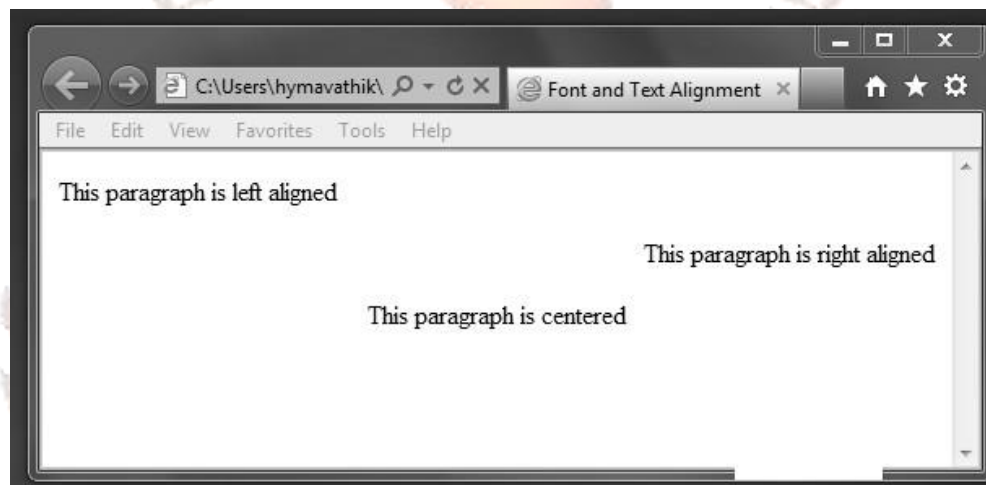 C:\Users\hymavathik\
Font and Text Alignment
File Edit View Favorites Tools Help
This paragraph is left aligned
This paragraph is right aligned
This paragraph is centered